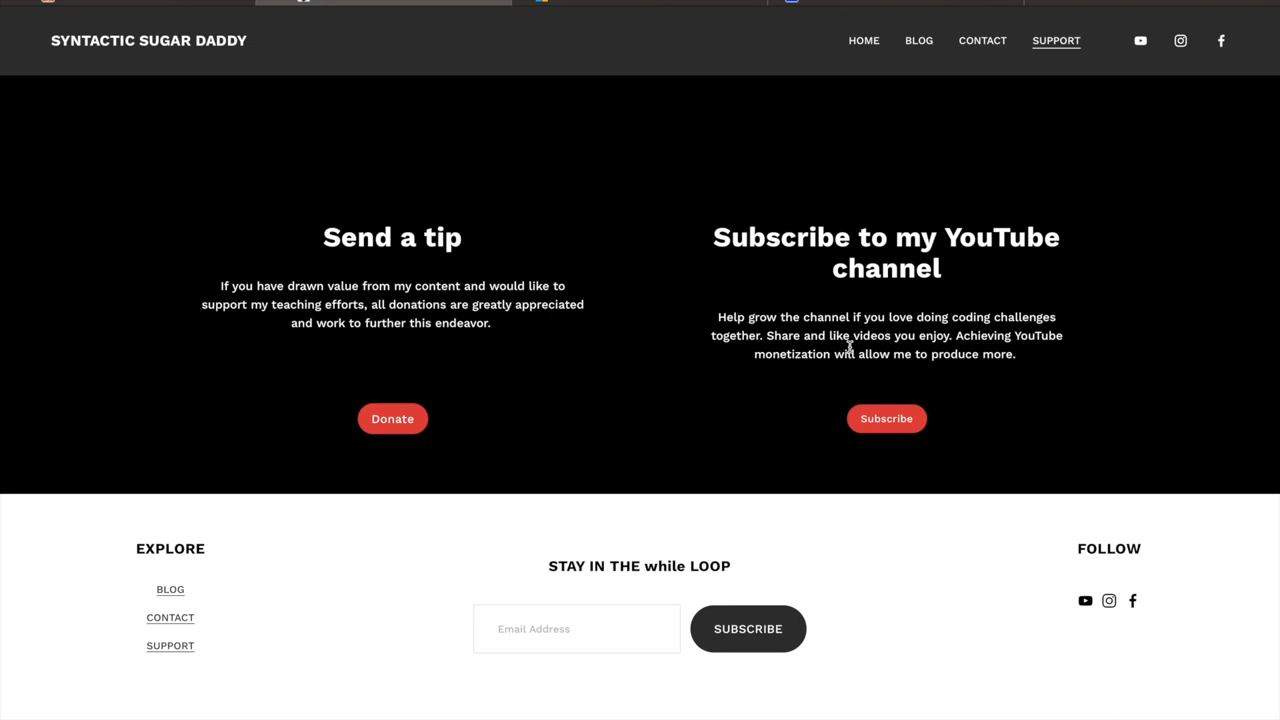 SYNTACTIC SUGAR DADDY
HOME BLOG CONTACT SUPPORT
Send a tip
If you have drawn value from my content and would like to
support my teaching efforts, all donations are greatly appreciated
and work to further this endeavor.
Donate
Subscribe to my YouTube
channel
Help grow the channel if you love doing coding challenges
together. Share and like videos you enjoy. Achieving YouTube
monetization will allow me to produce more.
Subscribe
EXPLORE
BLOG
CONTACT
SUPPORT
STAY IN THE while LOOP
Email Address
SUBSCRIBE
FOLLOW